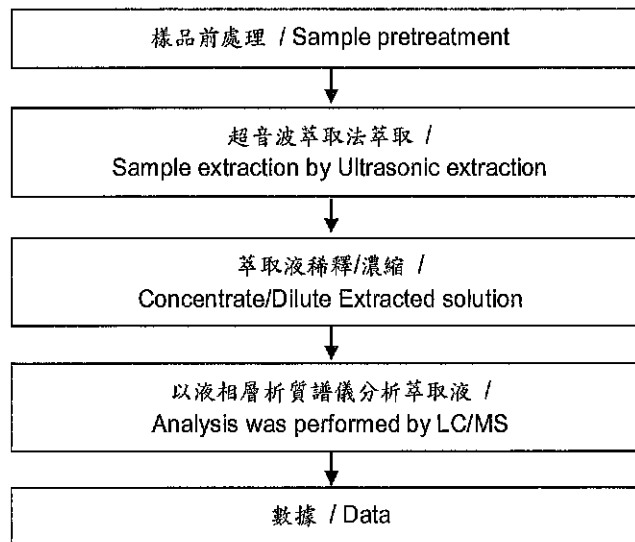 樣品前處理 / Sample pretreatment
超音波萃取法萃取 /
Sample extraction by Ultrasonic extraction
萃取液稀釋/濃縮 /
Concentrate/Dilute Extracted solution
以液相層析質譜儀分析萃取液 /
Analysis was performed by LC/MS
數據 / Data